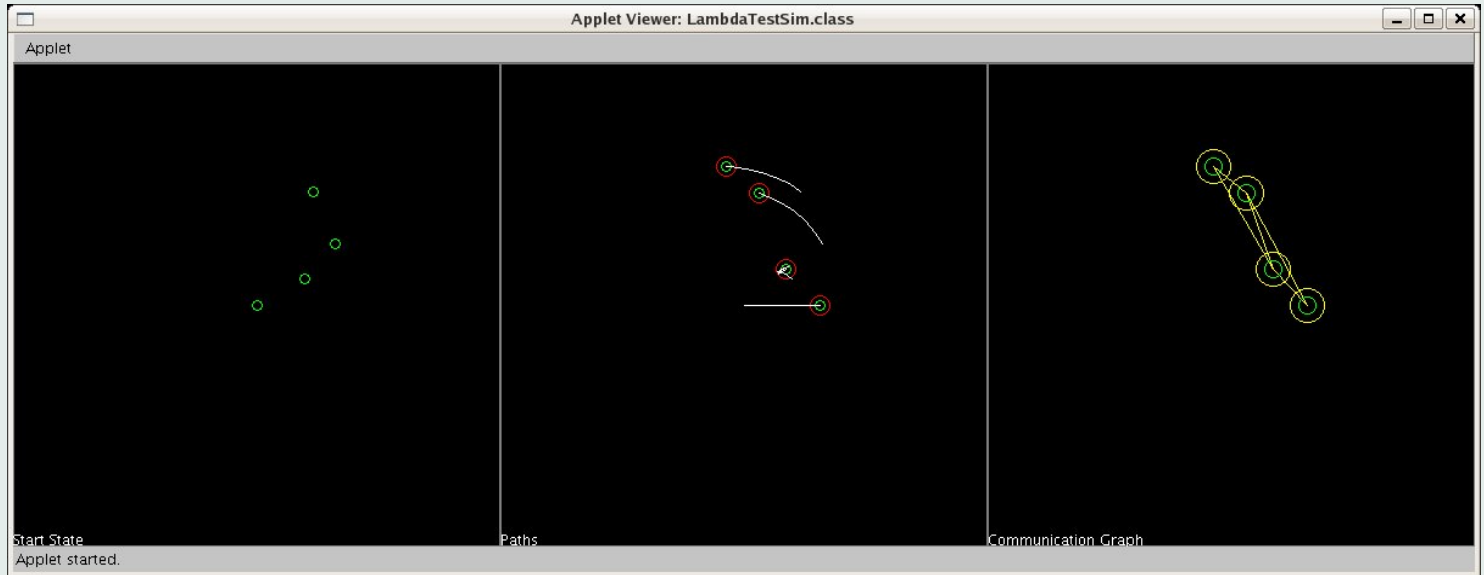 Applet Viewer: LambdaTestSim.class
Applet
Start State
Paths
Communication Graph
Applet started.